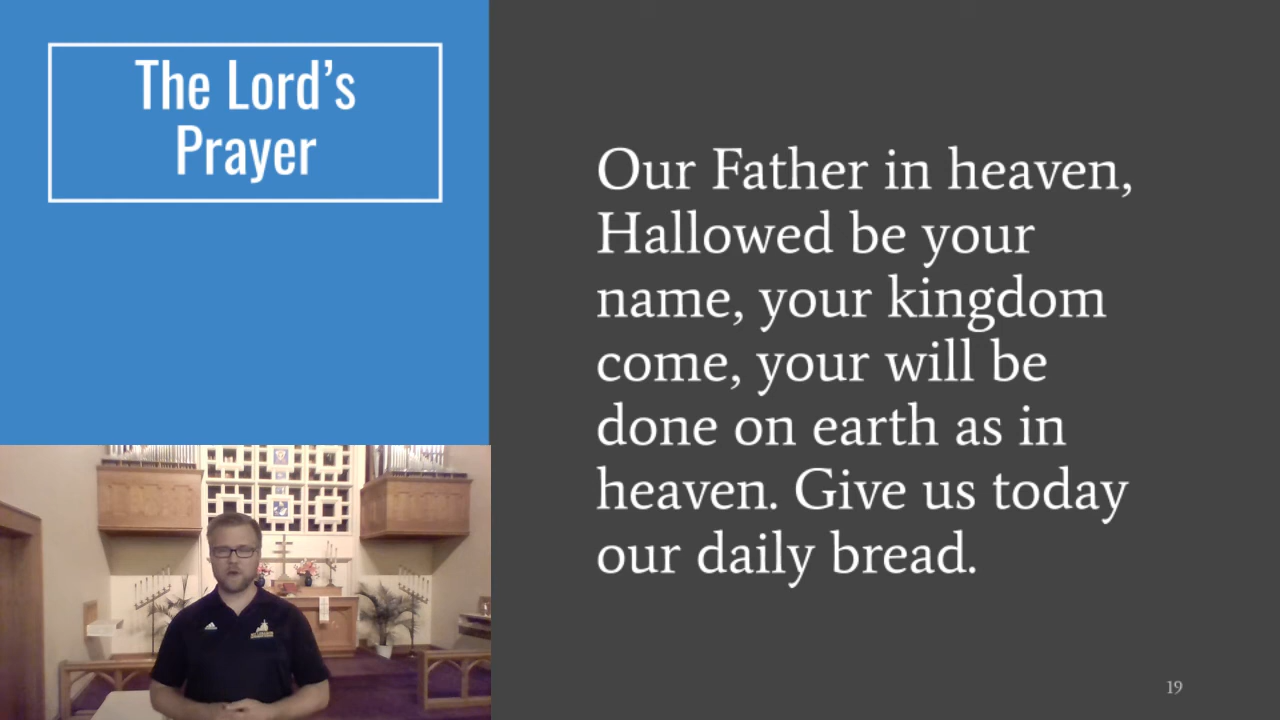 The Lord’s
Prayer
Our Father in heaven,
Hallowed be your
name, your kingdom
come, your will be
done on earth as in
heaven. Give us today
our daily bread.
19